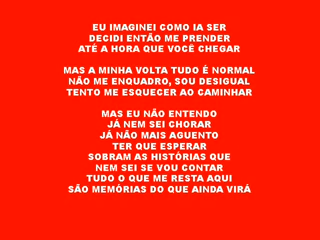 EU IMAGINEI COMO IA SER
DECIDI ENTÃO ME PRENDER
ATÉ A HORA QUE VOCÊ CHEGAR
MAS A MINHA VOLTA TUDO É NORMAL
NÃO ME ENQUADRO, SOU DESIGUAL
TENTO ME ESQUECER AO CAMINHAR
MAS EU NÃO ENTENDO
JÁ NEM SEI CHORAR
JÁ NÃO MAIS AGUENTO
TER QUE ESPERAR
SOBRAM AS HISTÓRIAS QUE
NEM SEI SE VOU CONTAR
TUDO O QUE ME RESTA AQUI
SÃO MEMÓRIAS DO QUE AINDA VIRÁ